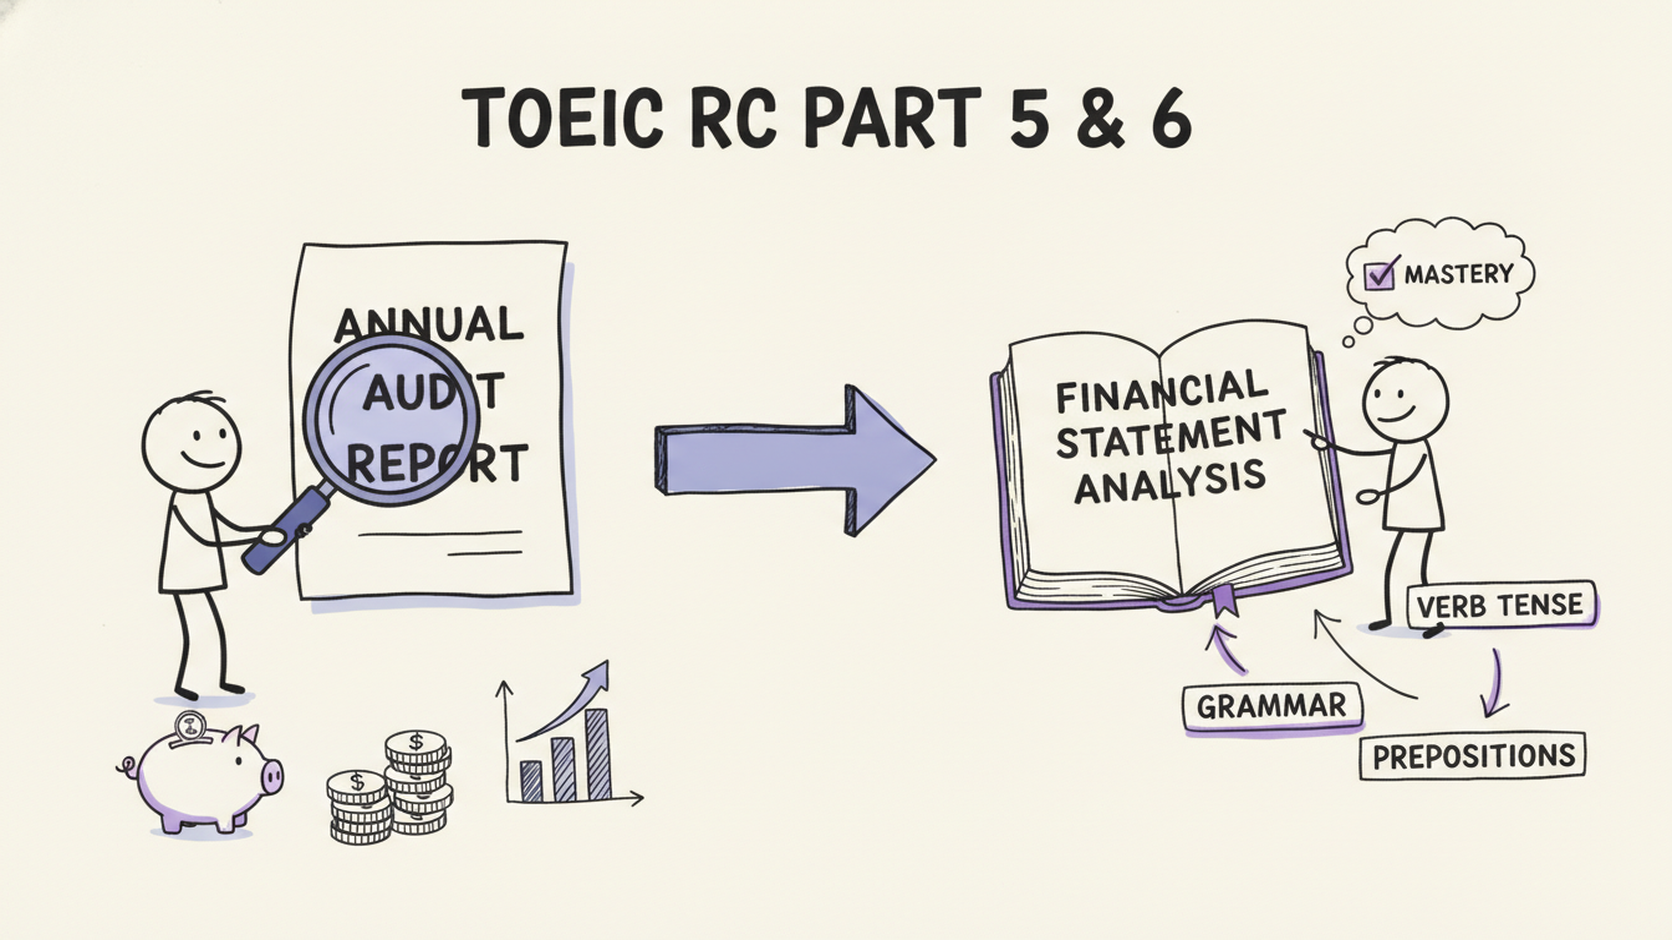 TOEIC RC PART 5 & 6
ANNUAL
AUDIT
REPORT
MASTERY
FINANCIAL
STATEMENT
ANALYSIS
VERB TENSE
GRAMMAR
PREPOSITIONS
$
$